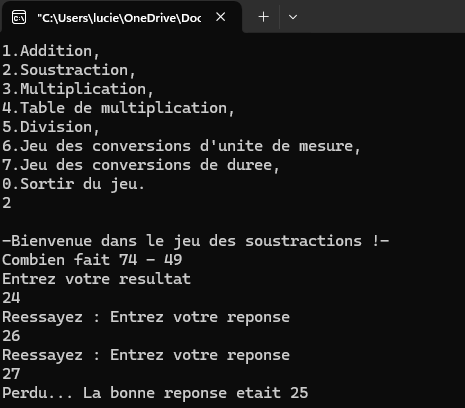 "C:\Users\lucie\OneDrive\Doc
1.Addition,
2.Soustraction,
3.Multiplication,
4.Table de multiplication,
5.Division,
6.Jeu des conversions d'unite de mesure,
7.Jeu des conversions de duree,
0.Sortir du jeu.
2
-Bienvenue dans le jeu des soustractions !-
Combien fait 74 - 49
Entrez votre resultat
24
Reessayez : Entrez votre reponse
26
Reessayez : Entrez votre reponse
27
Perdu... La bonne reponse etait 25